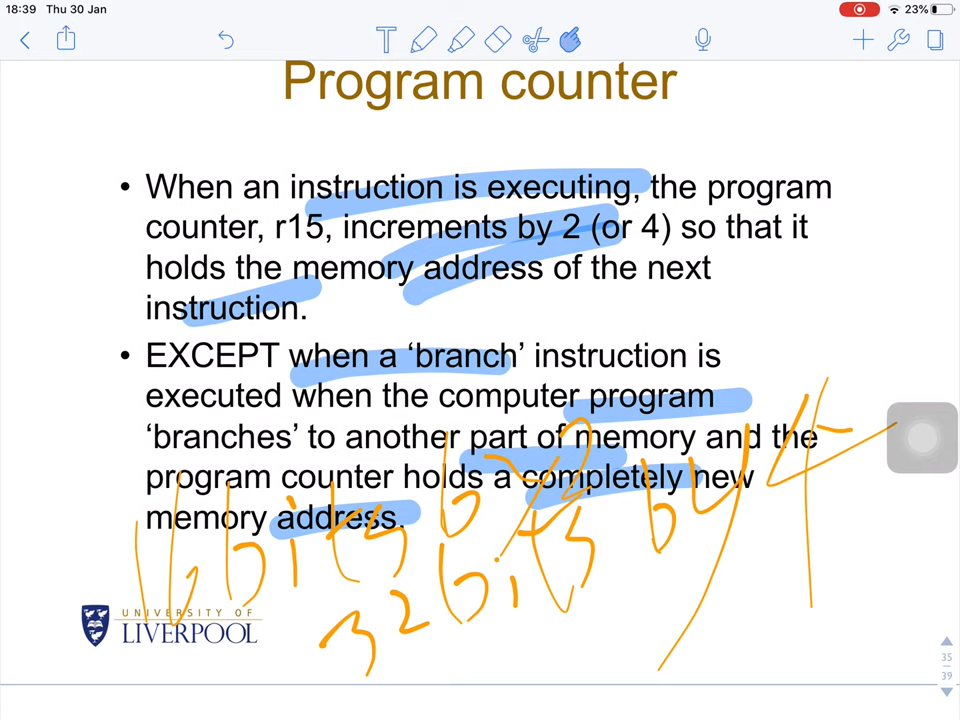 18:39 Thu 30 Jan
23%
T
Program counter
• When an instruction is executing, the program
counter, r15, increments by 2 (or 4) so that it
holds the memory address of the next
instruction.
• EXCEPT when a ‘branch’ instruction is
executed when the computer program
‘branches’ to another part of memory and the
program counter holds a completely new
memory address.
16 bits by 2
32 bits by 4
UNIVERSITY OF
LIVERPOOL
35
39